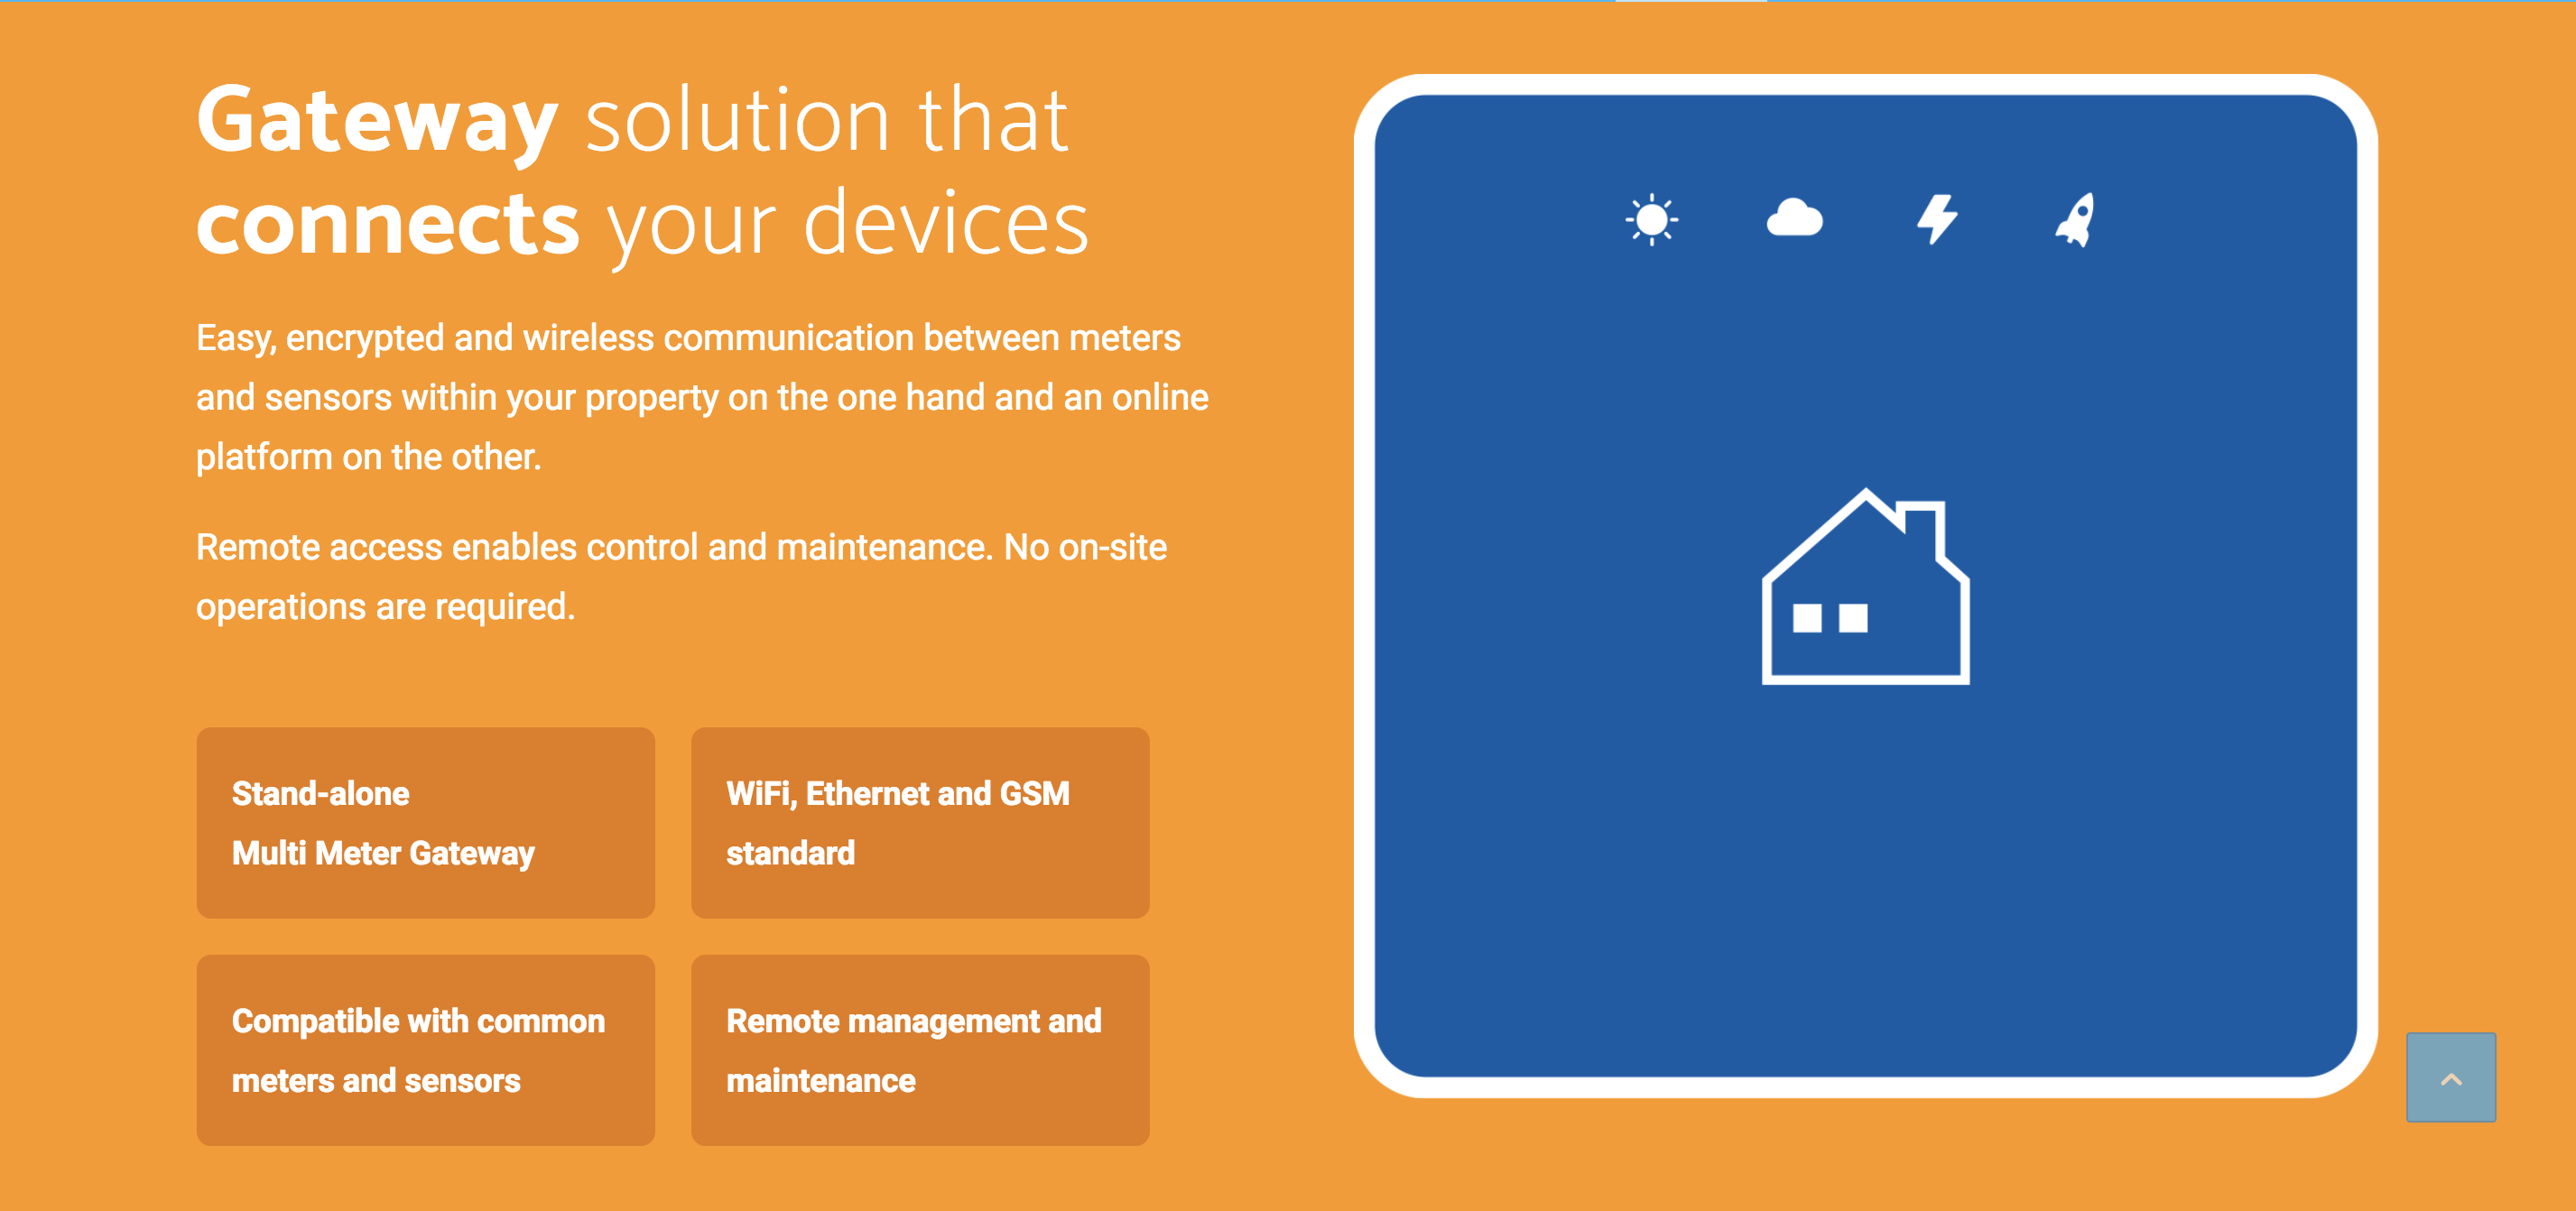 Gateway solution that
connects your devices
Easy, encrypted and wireless communication between meters
and sensors within your property on the one hand and an online
platform on the other.
Remote access enables control and maintenance. No on-site
operations are required.
Stand-alone
Multi Meter Gateway
WiFi, Ethernet and GSM
standard
Compatible with common
meters and sensors
Remote management and
maintenance